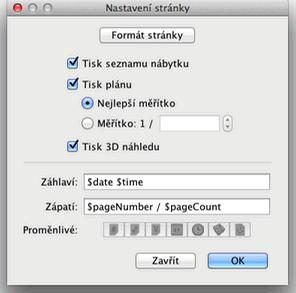 Nastavení stránky
Formát stránky
Tisk seznamu nábytku
Tisk plánu
Nejlepší měřítko
Měřítko: 1 /
Tisk 3D náhledu
Záhlaví: $date $time
Zápatí: $pageNumber / $pageCount
Proměnlivé:
Zavřít OK